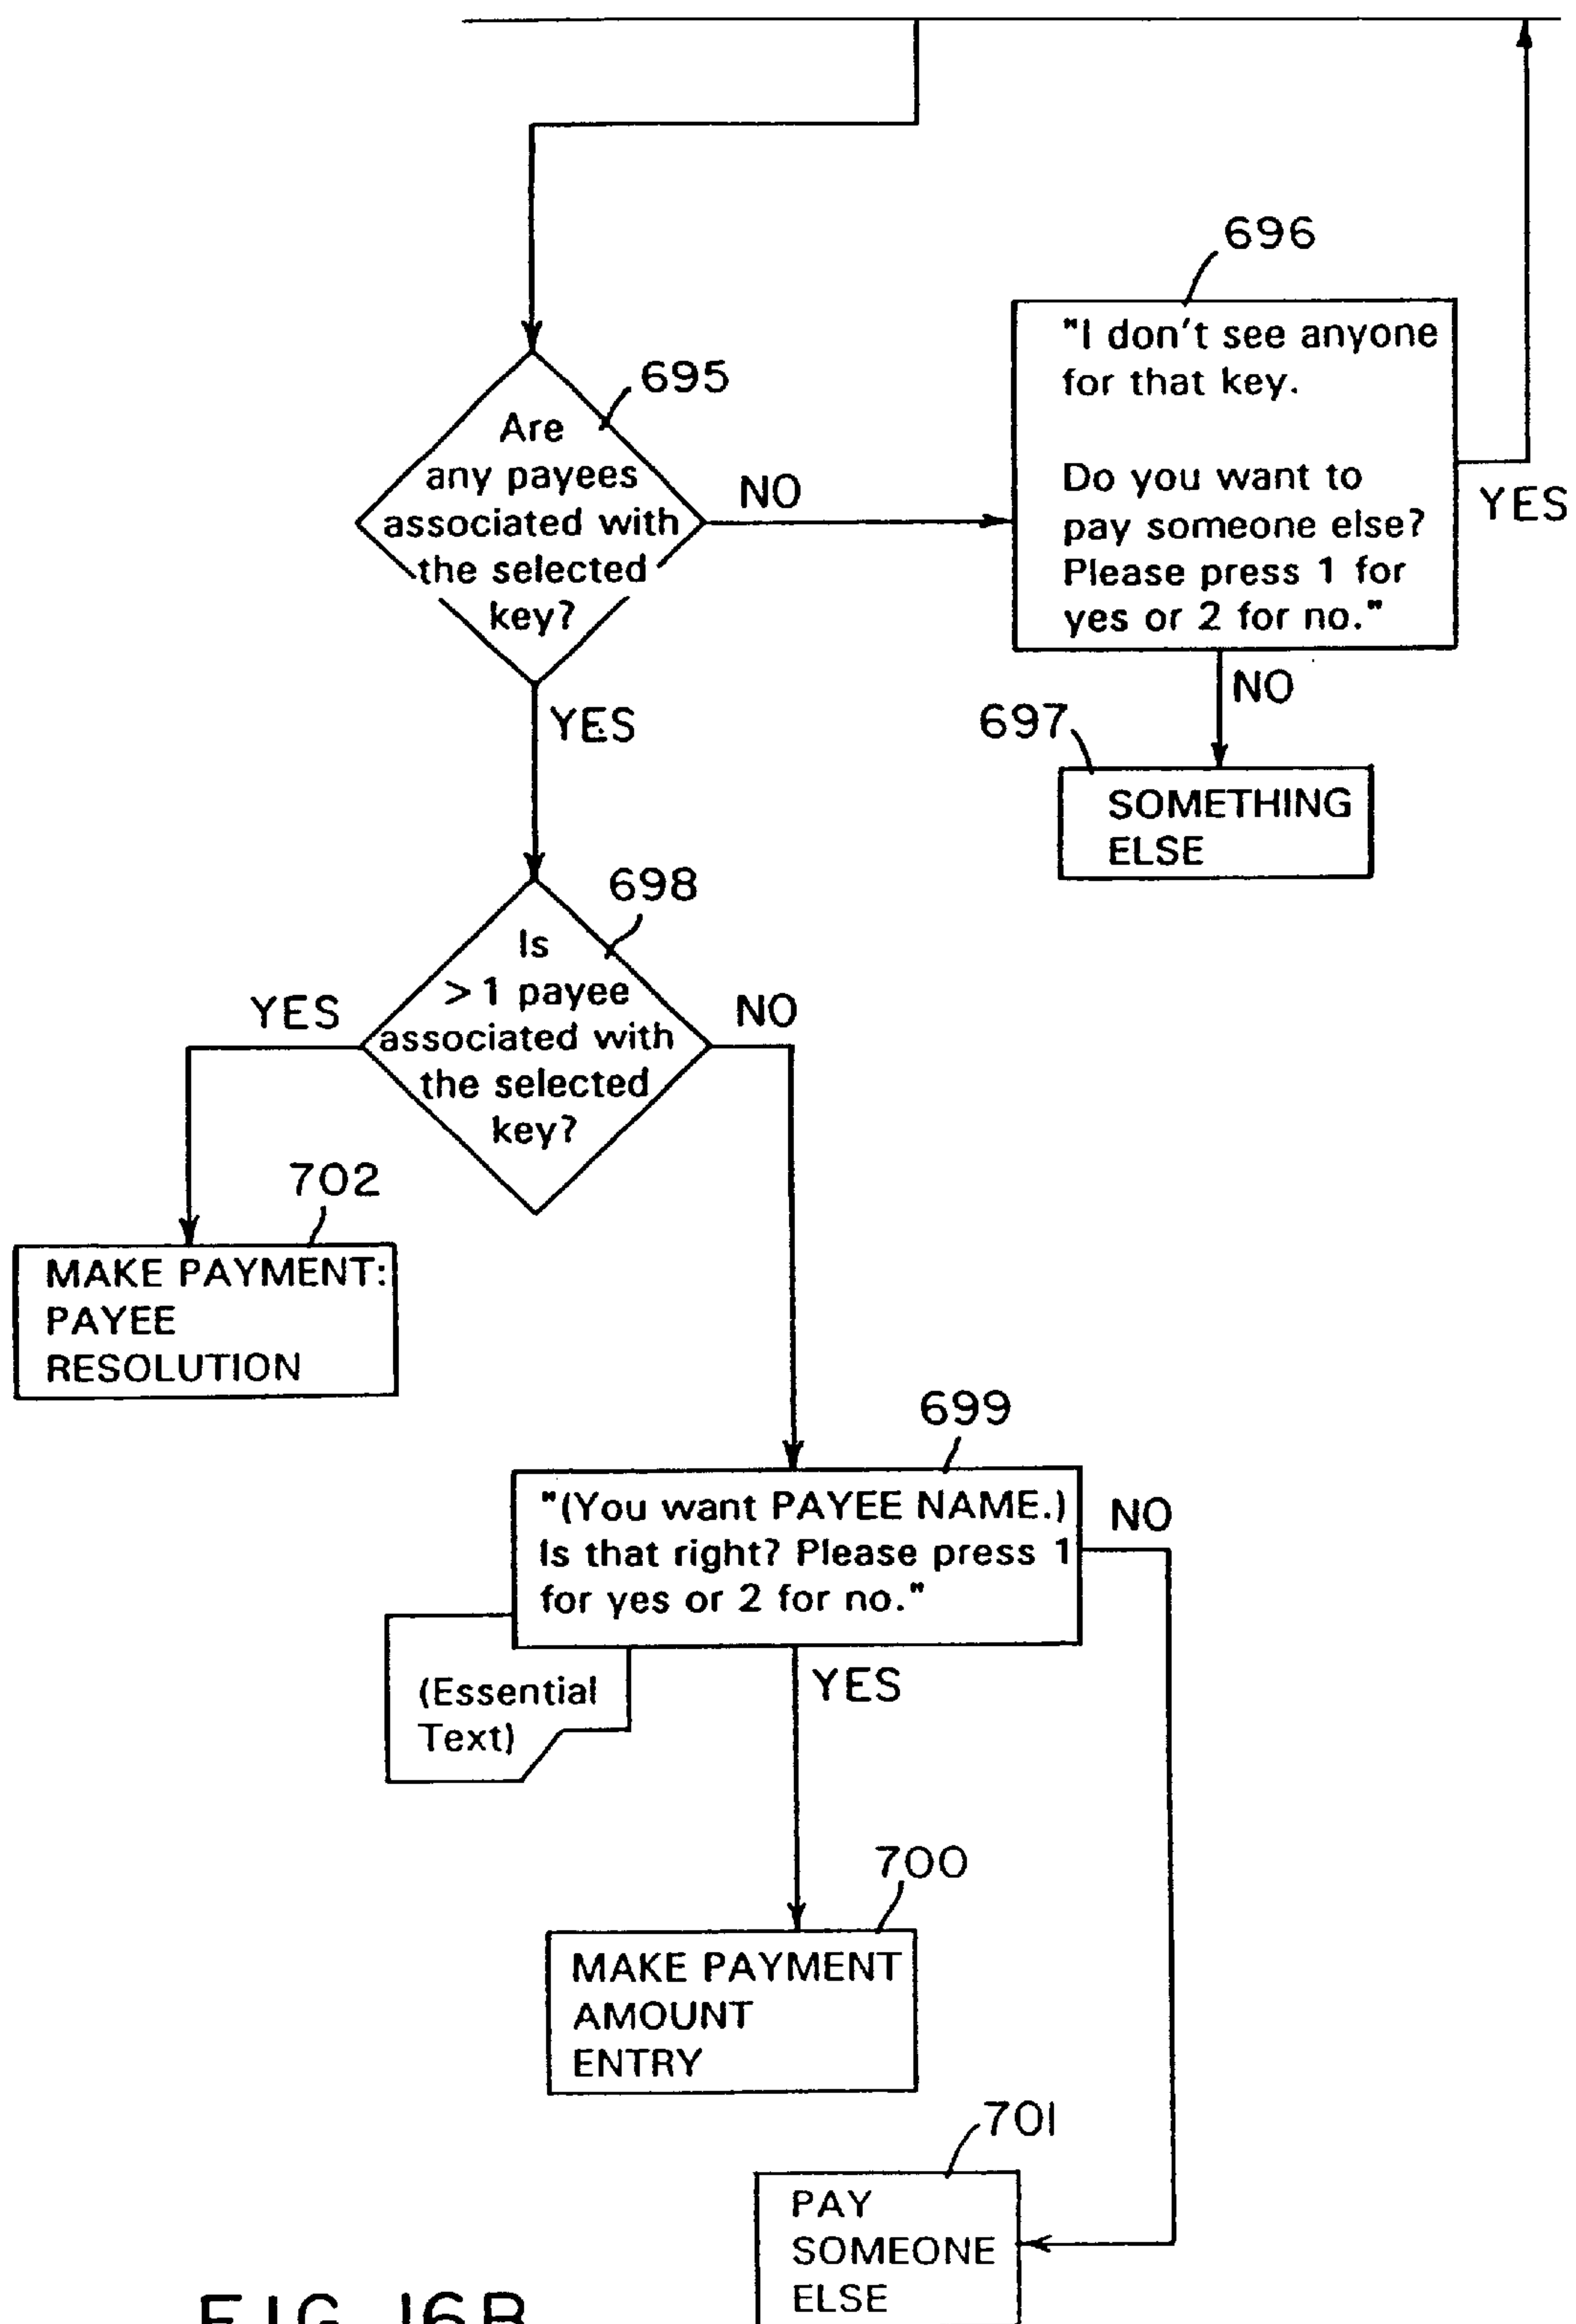 696
"I don't see anyone
for that key.
Do you want to
pay someone else?
Please press 1 for
yes or 2 for no."
YES
695
Are
any payees
associated with
the selected
key?
NO
YES
NO
697
SOMETHING
ELSE
698
Is
>1 payee
associated with
the selected
key?
YES
NO
702
MAKE PAYMENT:
PAYEE
RESOLUTION
699
"(You want PAYEE NAME.)
Is that right? Please press 1
for yes or 2 for no."
NO
(Essential
Text)
YES
700
MAKE PAYMENT
AMOUNT
ENTRY
701
PAY
SOMEONE
ELSE
FIG. 16B